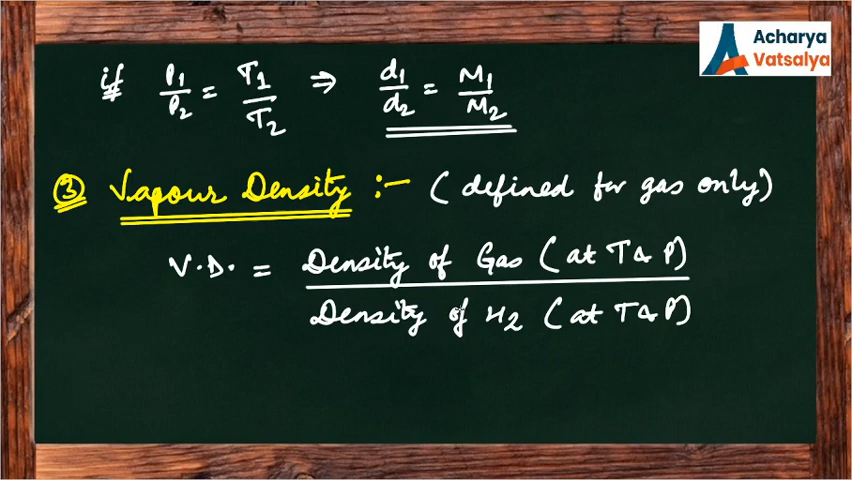 Acharya
Vatsalya
if P1/P2 = T1/T2 ⇒ d1/d2 = M1/M2
③ Vapour Density :- (defined for gas only)
V.D. = Density of Gas (at T & P)
Density of H2 (at T & P)